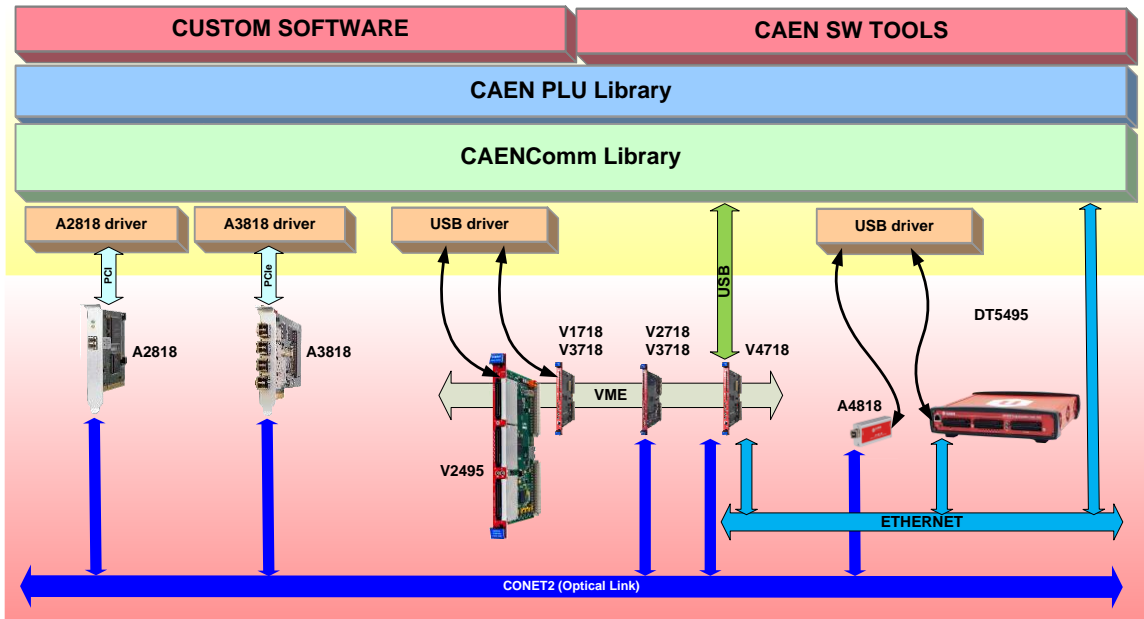 CUSTOM SOFTWARE
CAEN SW TOOLS
CAEN PLU Library
CAENComm Library
A2818 driver
A3818 driver
USB driver
USB driver
PCI
PCIe
USB
A2818
A3818
V1718
V3718
V2718
V3718
V4718
DT5495
VME
A4818
V2495
ETHERNET
CONET2 (Optical Link)